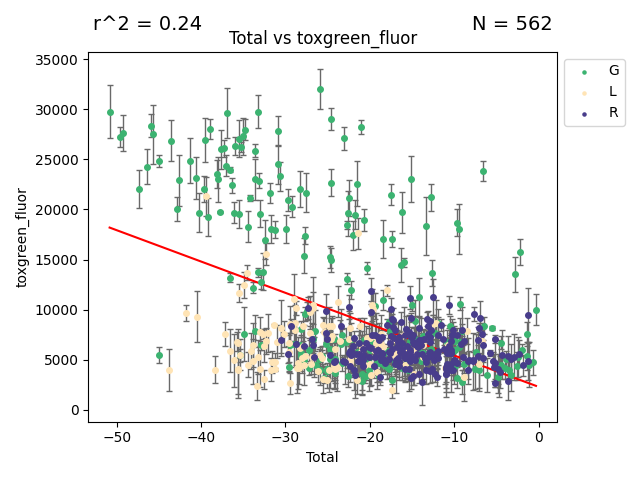 r^2 = 0.24 N = 562
Total vs toxgreen_fluor
35000
30000
25000
20000
15000
10000
5000
0
toxgreen_fluor
−50 −40 −30 −20 −10 0
Total
G
L
R